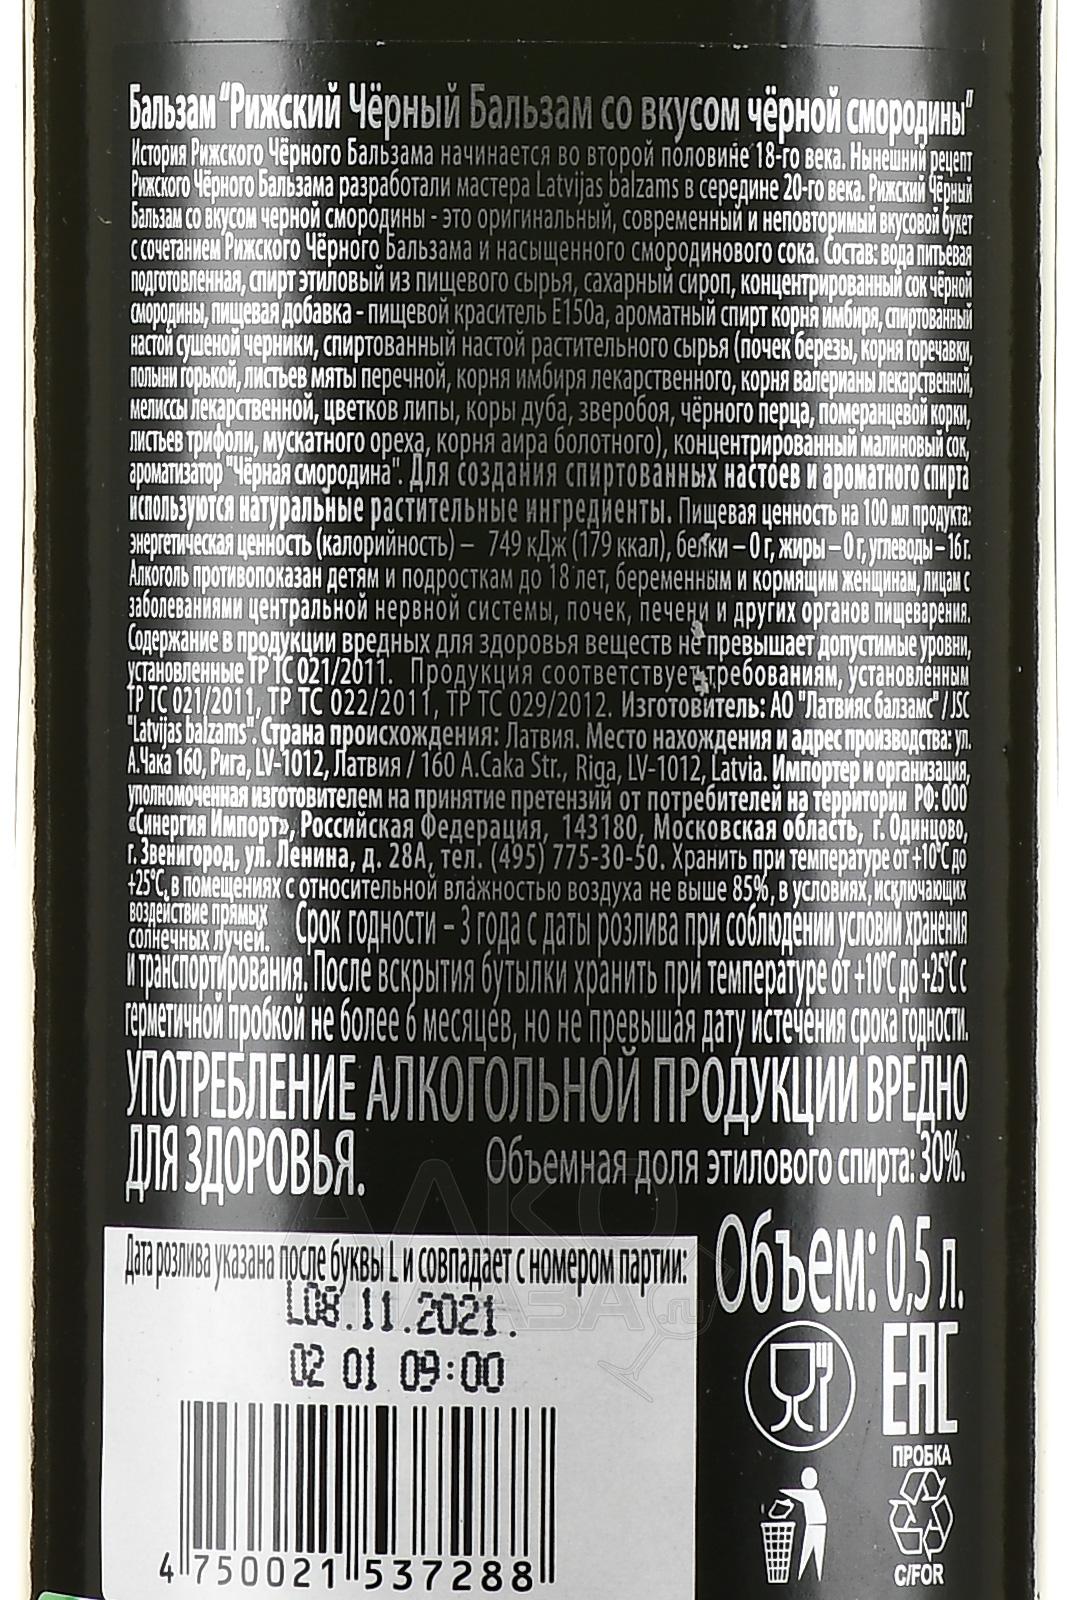 Бальзам "Рижский Чёрный Бальзам со вкусом чёрной смородины"
История Рижского Чёрного Бальзама начинается во второй половине 18-го века. Нынешний рецепт
Рижского Чёрного Бальзама разработали мастера Latvijas balzams в середине 20-го века. Рижский Чёрный
Бальзам со вкусом черной смородины - это оригинальный, современный и неповторимый вкусовой букет
с сочетанием Рижского Чёрного Бальзама и насыщенного смородинового сока. Состав: вода питьевая
подготовленная, спирт этиловый из пищевого сырья, сахарный сироп, концентрированный сок чёрной
смородины, пищевая добавка - пищевой краситель Е150а, ароматный спирт корня имбиря, спиртованный
настой сушеной черники, спиртованный настой растительного сырья (почек березы, корня горечавки,
полыни горькой, листьев мяты перечной, корня имбиря лекарственного, корня валерианы лекарственной,
мелиссы лекарственной, цветков липы, коры дуба, зверобоя, чёрного перца, померанцевой корки,
листьев трифоли, мускатного ореха, корня аира болотного), концентрированный малиновый сок,
ароматизатор "Чёрная смородина". Для создания спиртованных настоев и ароматного спирта
используются натуральные растительные ингредиенты. Пищевая ценность на 100 мл продукта:
энергетическая ценность (калорийность) – 749 кДж (179 ккал), белки – 0 г, жиры – 0 г, углеводы – 16 г.
Алкоголь противопоказан детям и подросткам до 18 лет, беременным и кормящим женщинам, лицам с
заболеваниями центральной нервной системы, почек, печени и других органов пищеварения.
Содержание в продукции вредных для здоровья веществ не превышает допустимые уровни,
установленные ТР ТС 021/2011. Продукция соответствует требованиям, установленным
ТР ТС 021/2011, ТР ТС 022/2011, ТР ТС 029/2012. Изготовитель: АО "Латвияс балзамс" / JSC
"Latvijas balzams". Страна происхождения: Латвия. Место нахождения и адрес производства: ул.
А.Чака 160, Рига, LV-1012, Латвия / 160 A.Caka Str., Riga, LV-1012, Latvia. Импортер и организация,
уполномоченная изготовителем на принятие претензий от потребителей на территории РФ: ООО
«Синергия Импорт», Российская Федерация, 143180, Московская область, г. Одинцово,
г. Звенигород, ул. Ленина, д. 28А, тел. (495) 775-30-50. Хранить при температуре от +10°С до
+25°С, в помещениях с относительной влажностью воздуха не выше 85%, в условиях, исключающих
воздействие прямых
солнечных лучей. Срок годности – 3 года с даты розлива при соблюдении условий хранения
и транспортирования. После вскрытия бутылки хранить при температуре от +10°С до +25°С с
герметичной пробкой не более 6 месяцев, но не превышая дату истечения срока годности.
УПОТРЕБЛЕНИЕ АЛКОГОЛЬНОЙ ПРОДУКЦИИ ВРЕДНО
ДЛЯ ЗДОРОВЬЯ. Объемная доля этилового спирта: 30%.
Дата розлива указана после буквы L и совпадает с номером партии:
L08.11.2021.
02 01 09:00
Объем: 0,5 л.
EAC
ПРОБКА
C/FOR
4 750021 537288
АЛКО
ПЛАЗА.ru